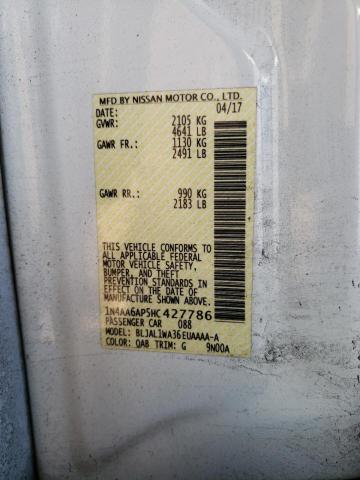 MFD BY NISSAN MOTOR CO., LTD.
DATE: 04/17
GVWR: 2105 KG
4641 LB
GAWR FR.: 1130 KG
2491 LB
GAWR RR.: 990 KG
2183 LB
THIS VEHICLE CONFORMS TO
ALL APPLICABLE FEDERAL
MOTOR VEHICLE SAFETY,
BUMPER, AND THEFT
PREVENTION STANDARDS
IN EFFECT ON THE DATE OF
MANUFACTURE SHOWN ABOVE.
1N4AA6AP5HC427786
PASSENGER CAR 088
MODEL: BLJAL1WA36EUAAAA-A
COLOR: QAB TRIM: G 9N00A